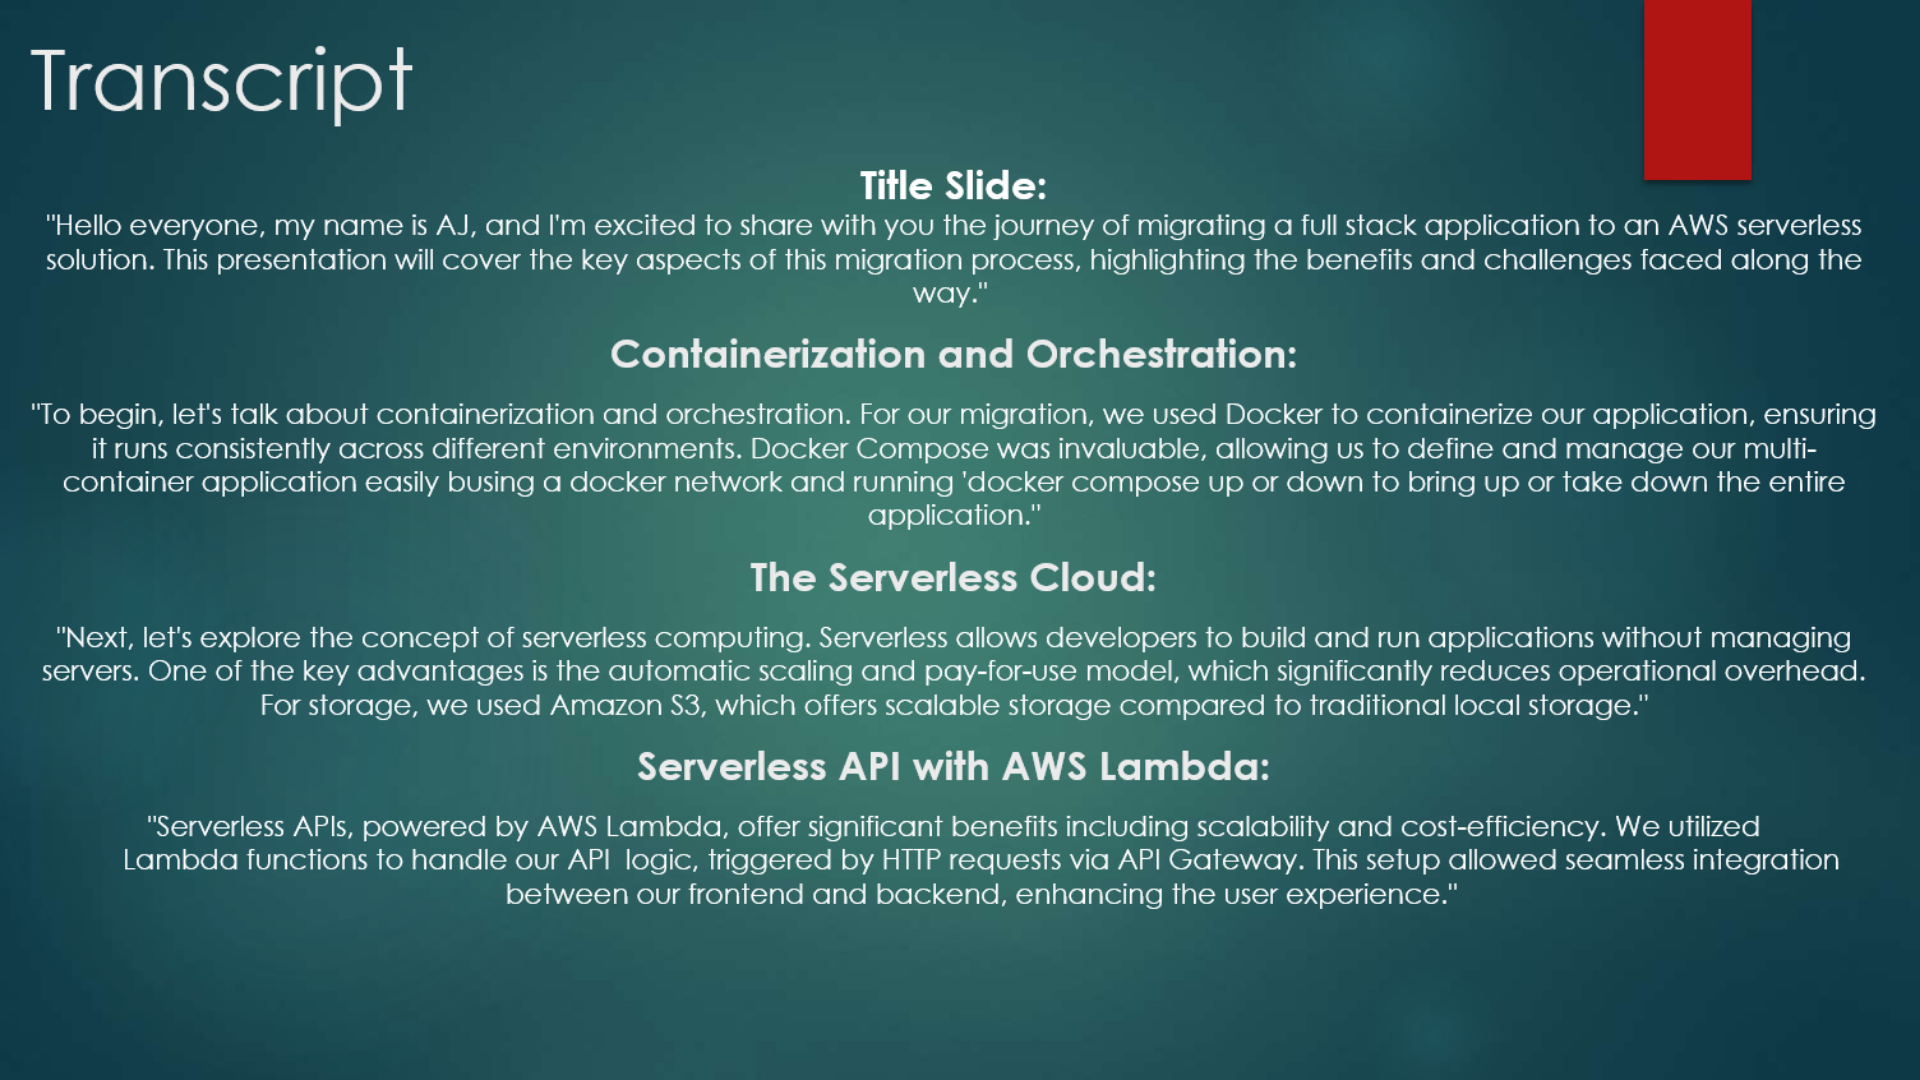 Transcript
Title Slide:
"Hello everyone, my name is AJ, and I'm excited to share with you the journey of migrating a full stack application to an AWS serverless
solution. This presentation will cover the key aspects of this migration process, highlighting the benefits and challenges faced along the
way."
Containerization and Orchestration:
"To begin, let's talk about containerization and orchestration. For our migration, we used Docker to containerize our application, ensuring
it runs consistently across different environments. Docker Compose was invaluable, allowing us to define and manage our multi-
container application easily busing a docker network and running 'docker compose up or down to bring up or take down the entire
application."
The Serverless Cloud:
"Next, let's explore the concept of serverless computing. Serverless allows developers to build and run applications without managing
servers. One of the key advantages is the automatic scaling and pay-for-use model, which significantly reduces operational overhead.
For storage, we used Amazon S3, which offers scalable storage compared to traditional local storage."
Serverless API with AWS Lambda:
"Serverless APIs, powered by AWS Lambda, offer significant benefits including scalability and cost-efficiency. We utilized
Lambda functions to handle our API  logic, triggered by HTTP requests via API Gateway. This setup allowed seamless integration
between our frontend and backend, enhancing the user experience."